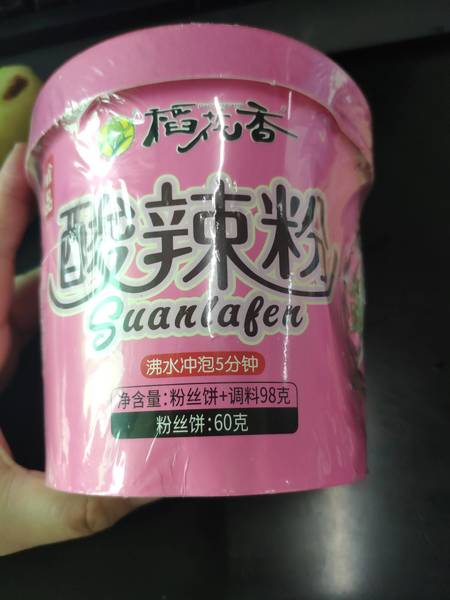 稻花香
酸辣粉
Suanlafen
沸水冲泡5分钟
净含量:粉丝饼+调料98克
粉丝饼:60克